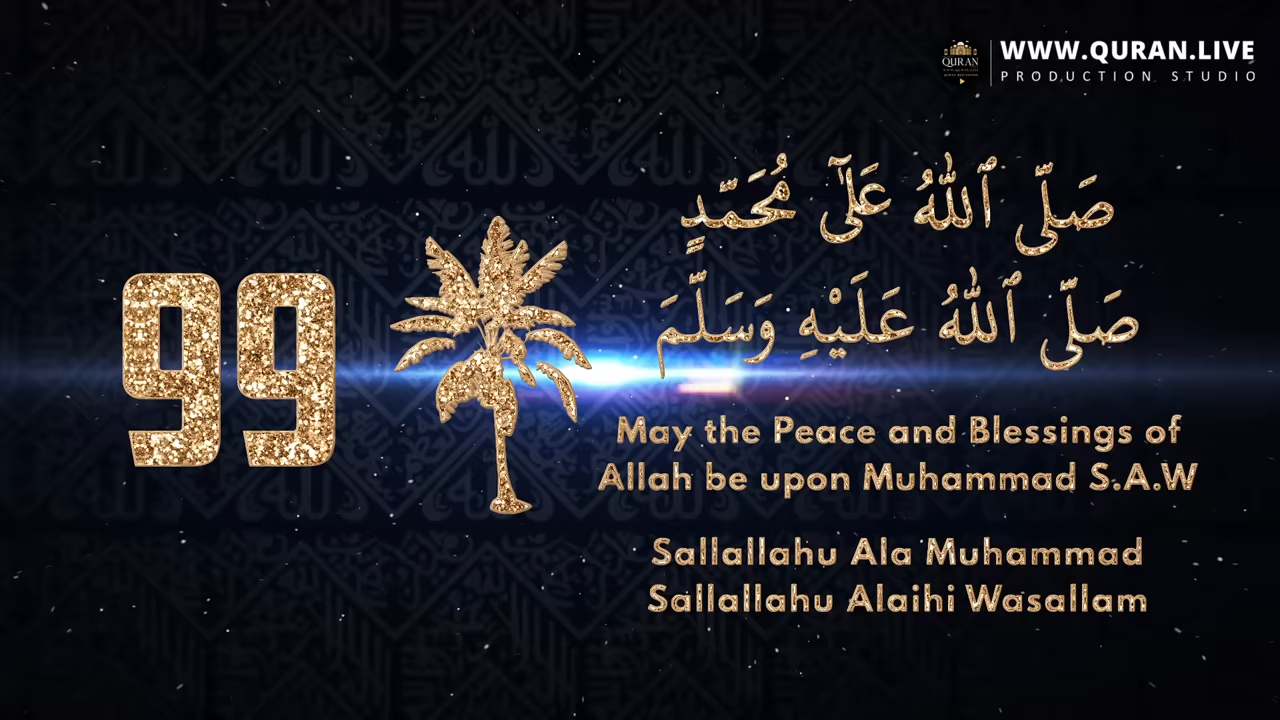 WWW.QURAN.LIVE
PRODUCTION STUDIO
QURAN
99
صَلَّى ٱللّٰهُ عَلَىٰٓ مُحَمَّدٍ
صَلَّى ٱللّٰهُ عَلَيْهِ وَسَلَّمَ
May the Peace and Blessings of
Allah be upon Muhammad S.A.W
Sallallahu Ala Muhammad
Sallallahu Alaihi Wasallam